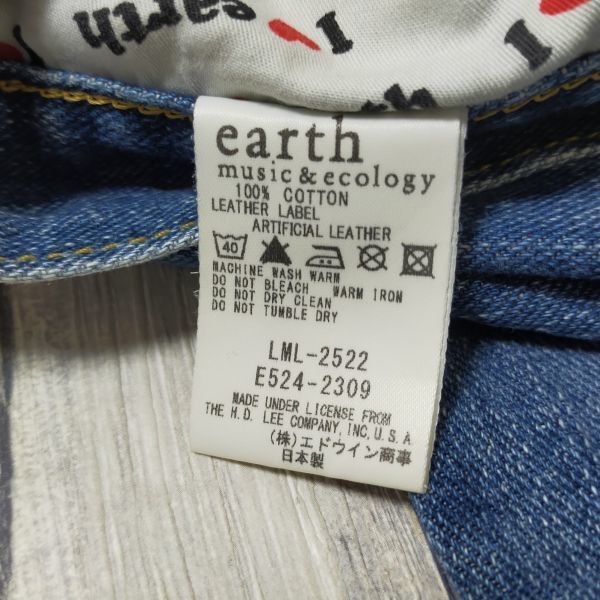 earth
I
earth
I
earth
music & ecology
100% COTTON
LEATHER LABEL
ARTIFICIAL LEATHER
40
MACHINE WASH WARM
DO NOT BLEACH WARM IRON
DO NOT DRY CLEAN
DO NOT TUMBLE DRY
LML-2522
E524-2309
MADE UNDER LICENSE FROM
THE H.D. LEE COMPANY, INC, U.S.A
(株)エドウイン商事
日本製